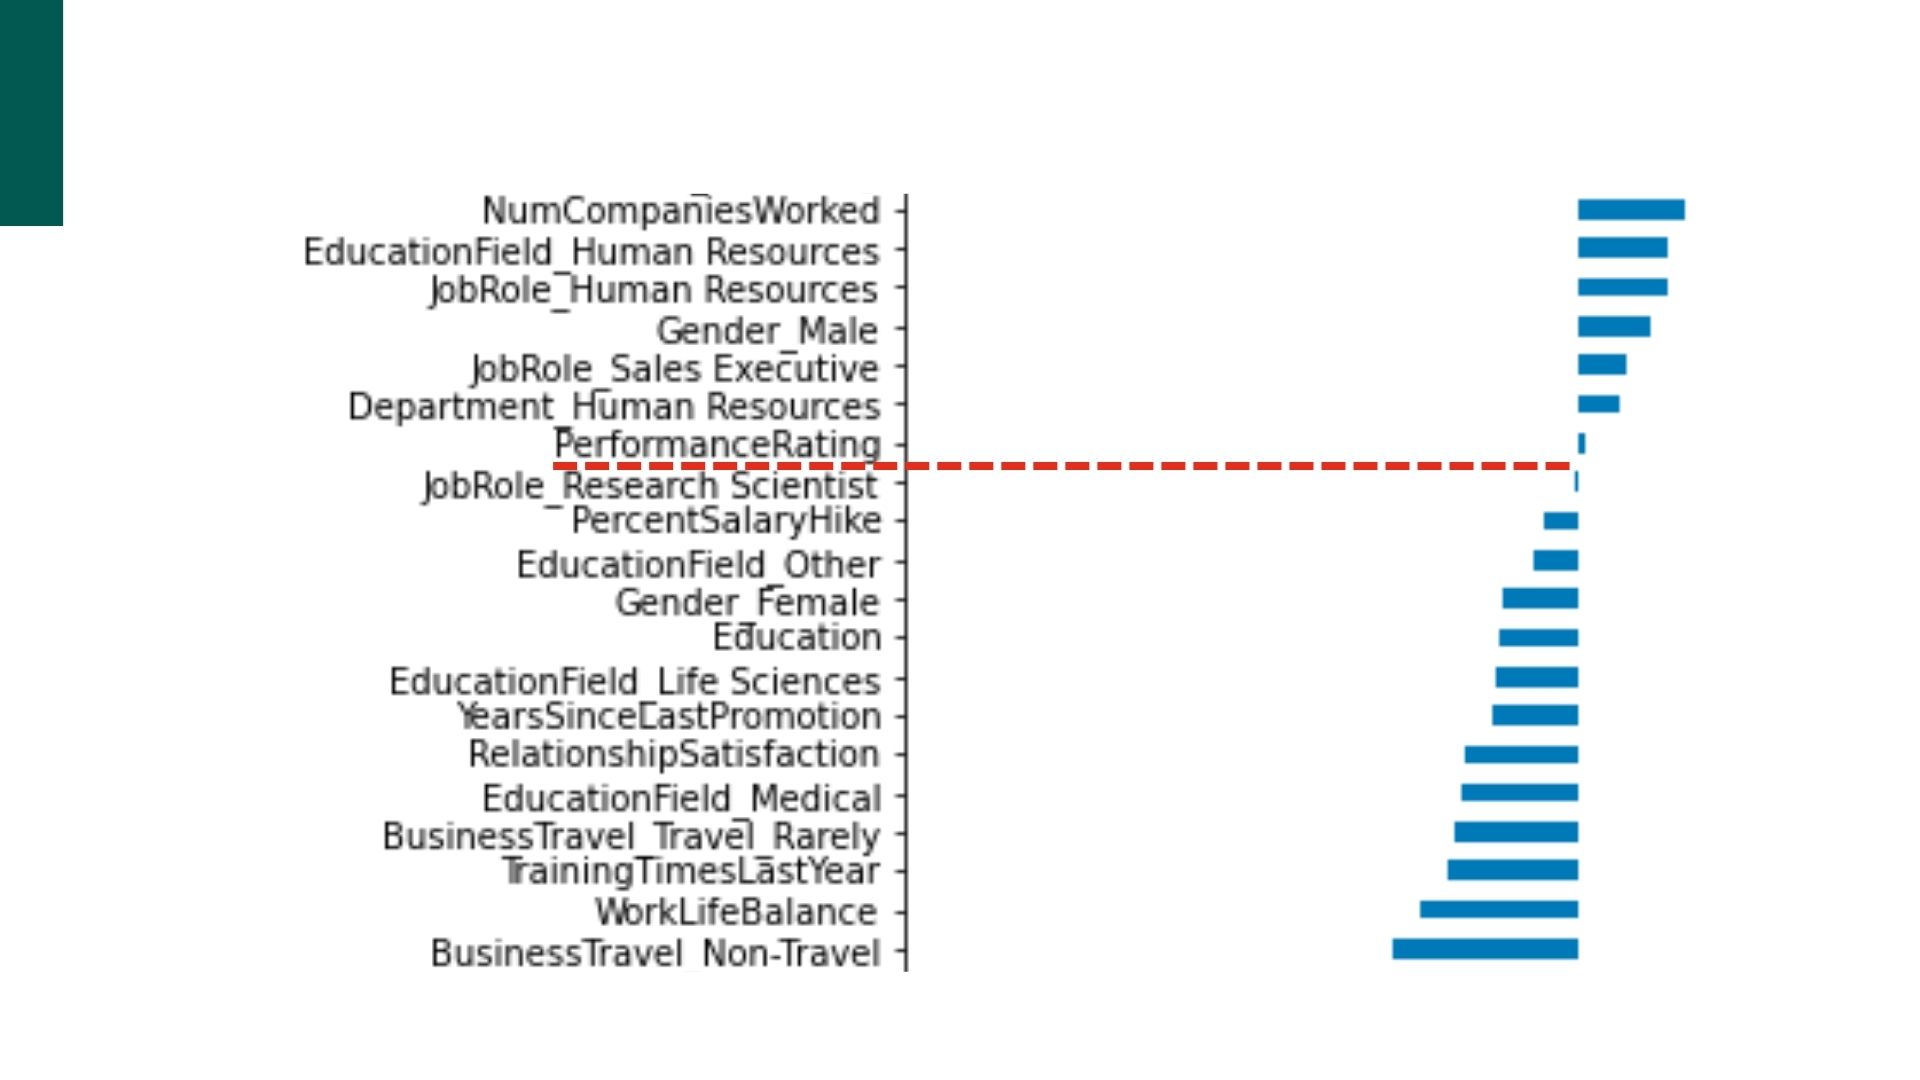 NumCompaniesWorked
EducationField_Human Resources
JobRole_Human Resources
Gender_Male
JobRole_Sales Executive
Department_Human Resources
PerformanceRating
JobRole_Research Scientist
PercentSalaryHike
EducationField_Other
Gender_Female
Education
EducationField_Life Sciences
YearsSinceLastPromotion
RelationshipSatisfaction
EducationField_Medical
BusinessTravel_Travel_Rarely
TrainingTimesLastYear
WorkLifeBalance
BusinessTravel_Non-Travel